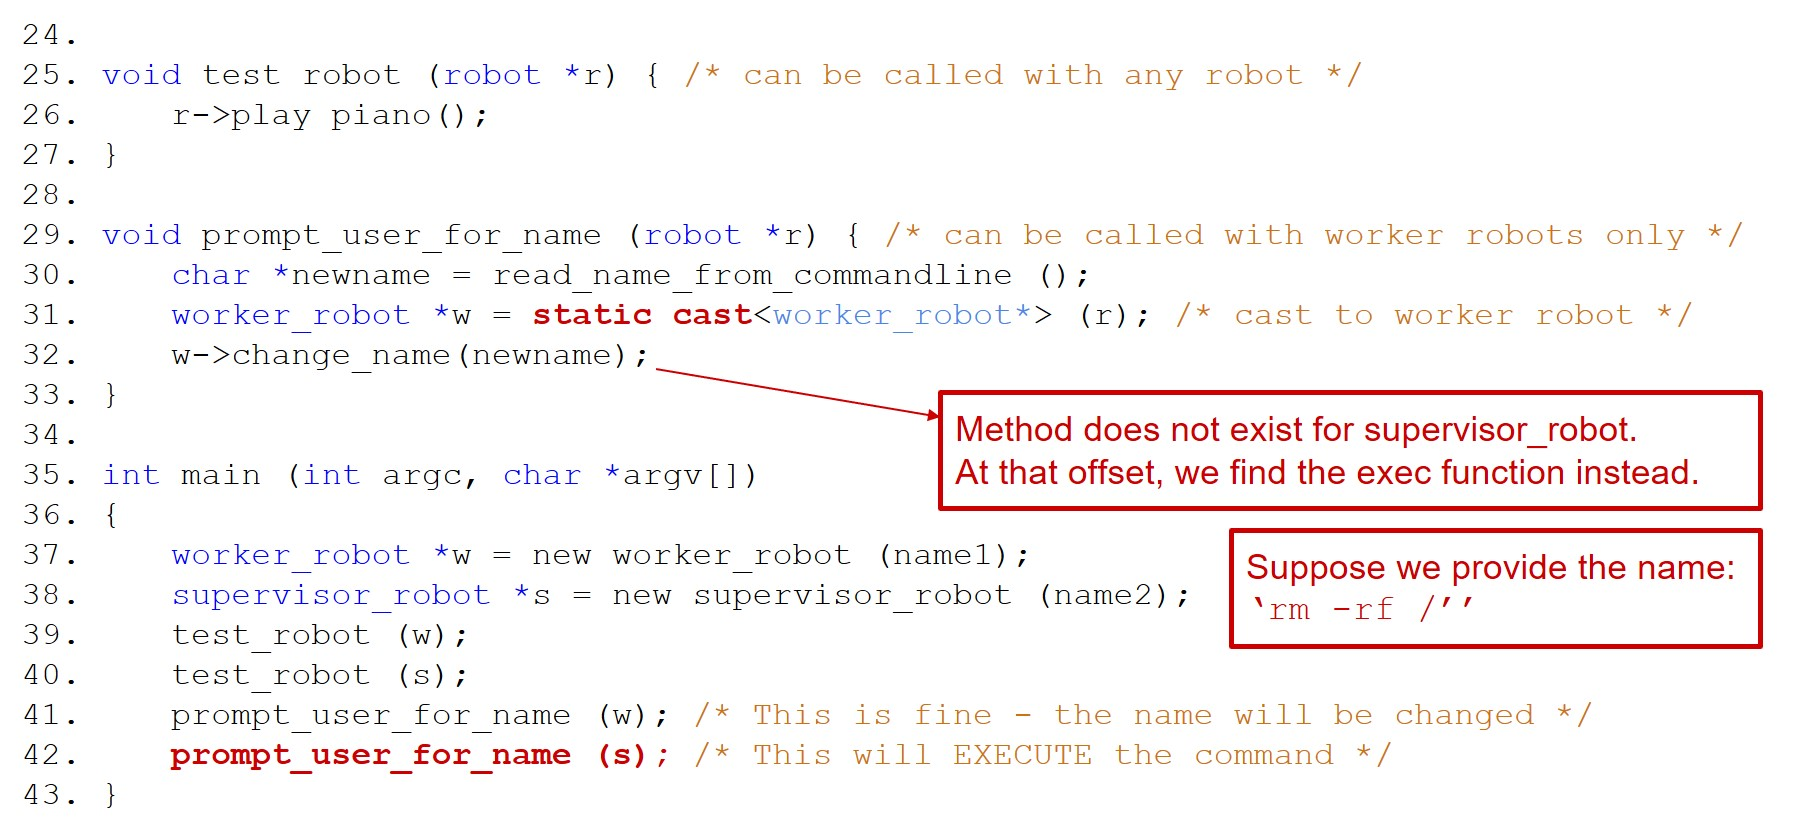 24.
25. void test robot (robot *r) { /* can be called with any robot */
26. r->play piano();
27. }
28.
29. void prompt_user_for_name (robot *r) { /* can be called with worker robots only */
30. char *newname = read_name_from_commandline ();
31. worker_robot *w = static cast<worker_robot*> (r); /* cast to worker robot */
32. w->change_name(newname);
33. }
34.
Method does not exist for supervisor_robot.
At that offset, we find the exec function instead.
35. int main (int argc, char *argv[])
36. {
37. worker_robot *w = new worker_robot (name1);
38. supervisor_robot *s = new supervisor_robot (name2);
Suppose we provide the name:
‘rm -rf /’’
39. test_robot (w);
40. test_robot (s);
41. prompt_user_for_name (w); /* This is fine - the name will be changed */
42. prompt_user_for_name (s); /* This will EXECUTE the command */
43. }